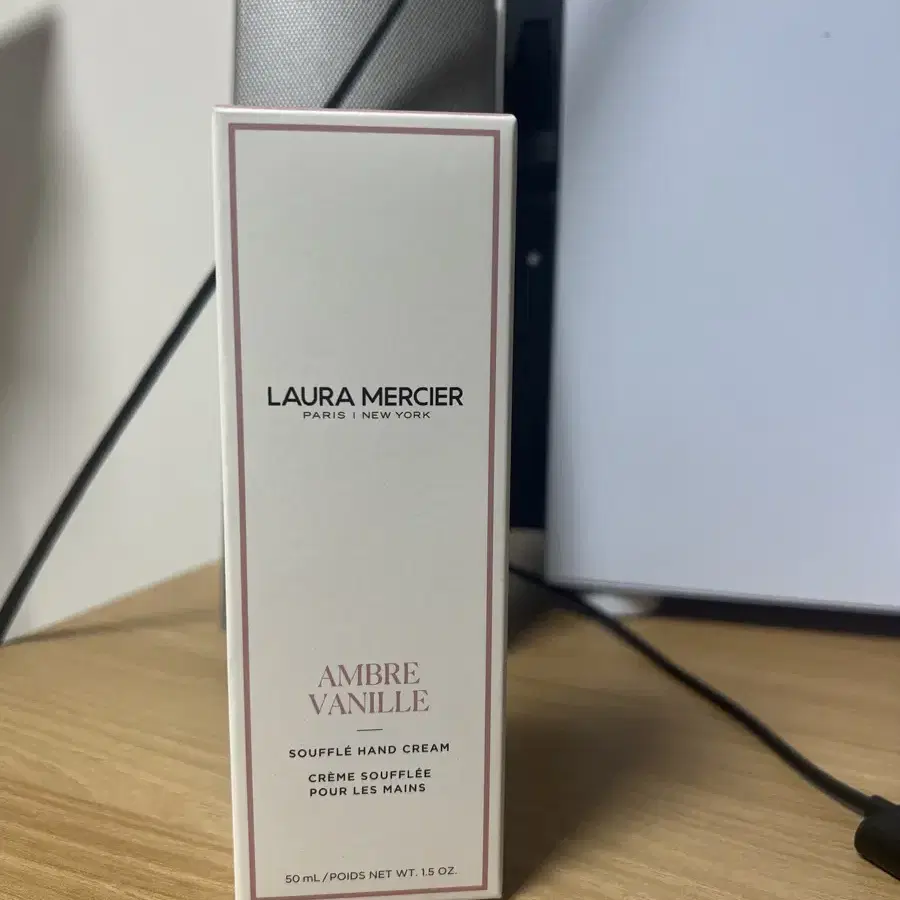 LAURA MERCIER
PARIS | NEW YORK
AMBRE
VANILLE
SOUFFLÉ HAND CREAM
CRÈME SOUFFLÉE
POUR LES MAINS
50 mL/POIDS NET WT. 1.5 OZ.